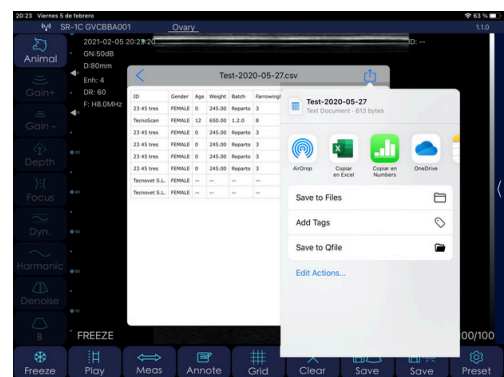 20:23 Viernes 5 de febrero
63 %
SR-1C GVCBBA001
Ovary
1.1.0
Animal
2021-02-05 20:23:20
ID: --
GN:50dB
D:80mm
Enh: 4
DR: 60
F: H8.0MHz
Gain+
Gain -
Depth
Focus
Dyn.
Harmonic
Denoise
B
Test-2020-05-27.csv
ID Gender Age Weight Batch Farrowing
23 45 tres FEMALE 0 245.00 Reparto 3
TecnoScan FEMALE 12 650.00 1.2.0 8
23 45 tres FEMALE 0 245.00 Reparto 3
23 45 tres FEMALE 0 245.00 Reparto 3
23 45 tres FEMALE 0 245.00 Reparto 3
23 45 tres FEMALE 0 245.00 Reparto 3
Tecnovet S.L. FEMALE -- -- -- --
Tecnovet S.L. FEMALE -- -- -- --
Test-2020-05-27
Text Document · 613 bytes
AirDrop
Copiar en Excel
Copiar en Numbers
OneDrive
Save to Files
Add Tags
Save to Qfile
Edit Actions...
FREEZE
00/100
Freeze
Play
Meas
Annote
Grid
Clear
Save
Save
Preset